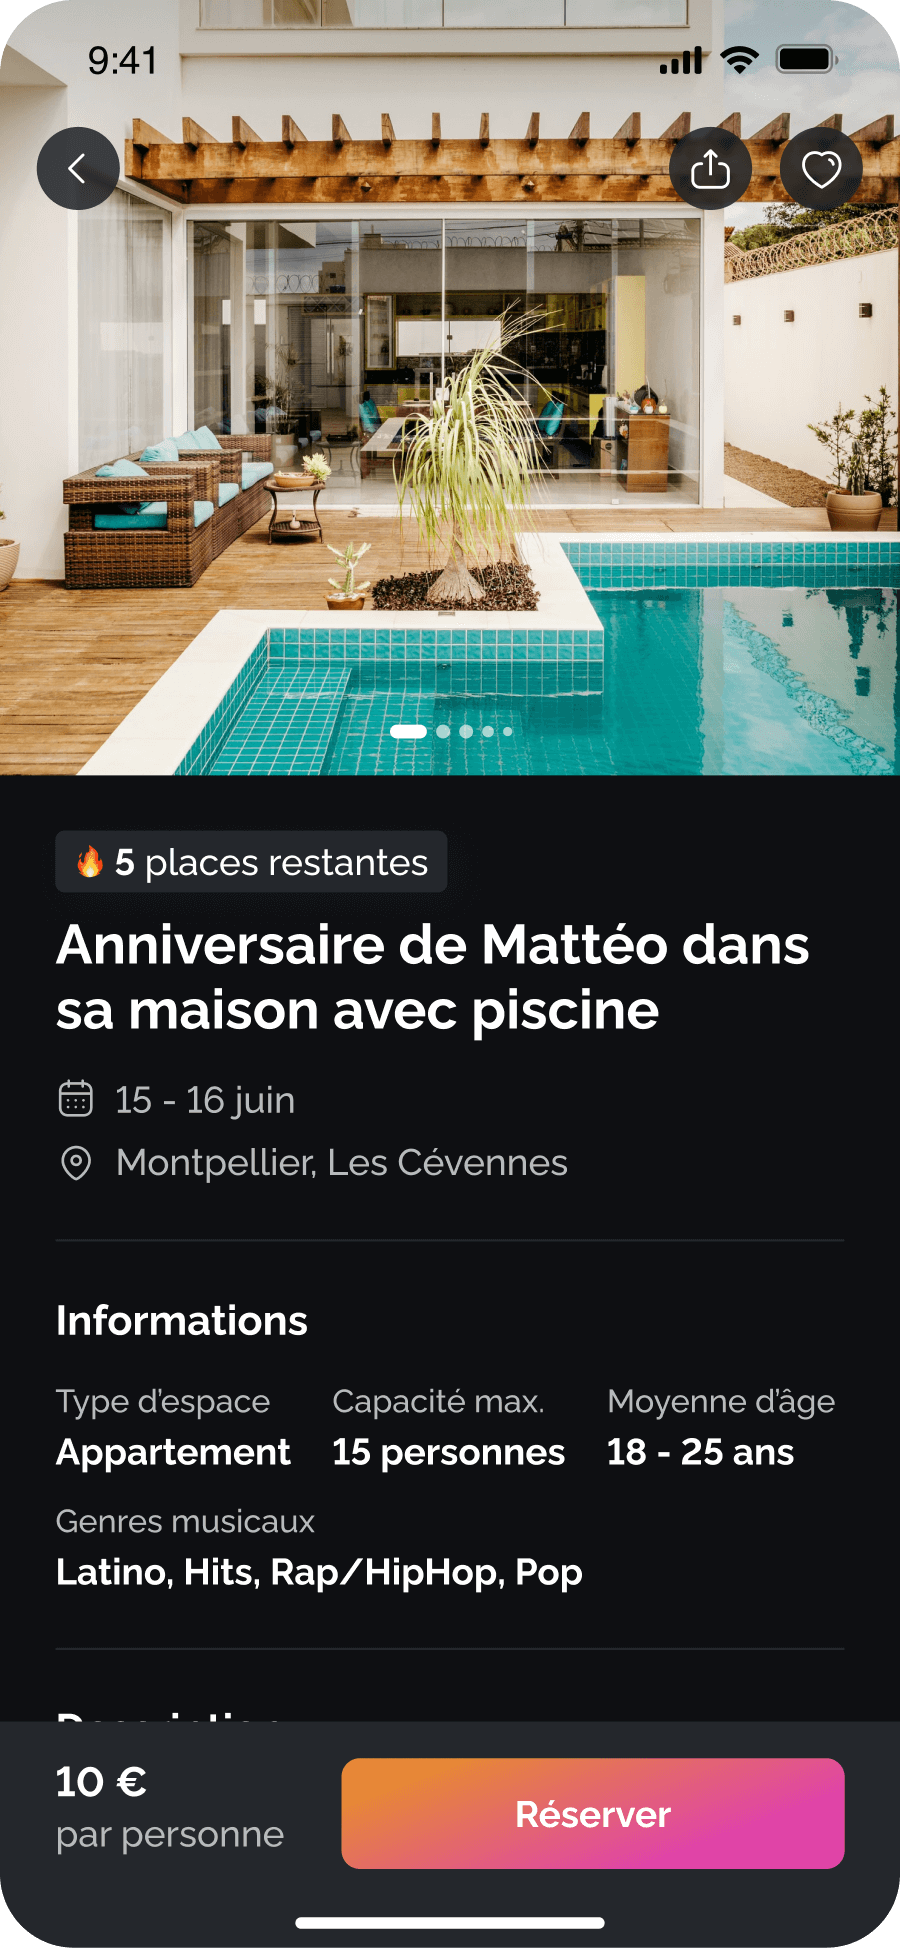 9:41
5 places restantes
Anniversaire de Mattéo dans
sa maison avec piscine
15 - 16 juin
Montpellier, Les Cévennes
Informations
Type d'espace
Capacité max.
Moyenne d'âge
Appartement
15 personnes
18 - 25 ans
Genres musicaux
Latino, Hits, Rap/HipHop, Pop
Description
10 €
par personne
Réserver